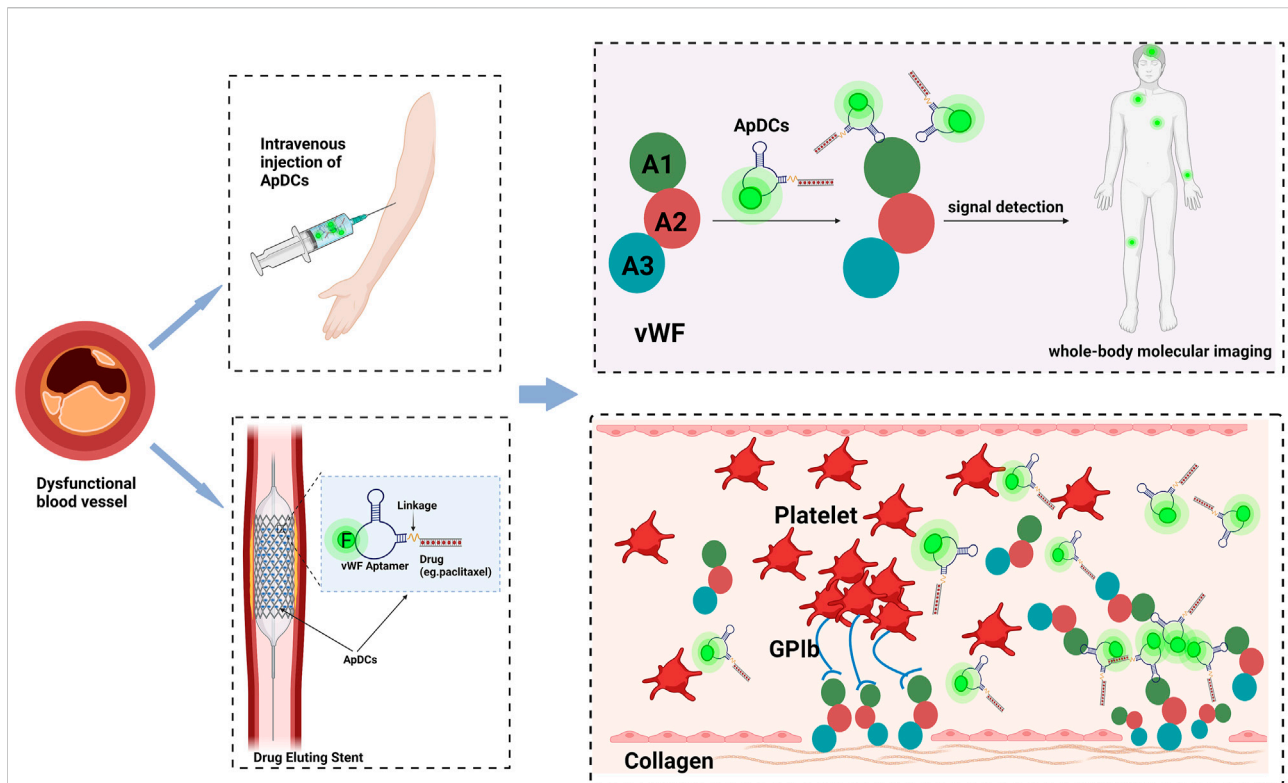 Intravenous
injection of
ApDCs
Dysfunctional
blood vessel
Linkage
F
vWF Aptamer
Drug
(eg.paclitaxel)
ApDCs
Drug Eluting Stent
ApDCs
A1
A2
A3
vWF
signal detection
whole-body molecular imaging
Platelet
GPIb
Collagen